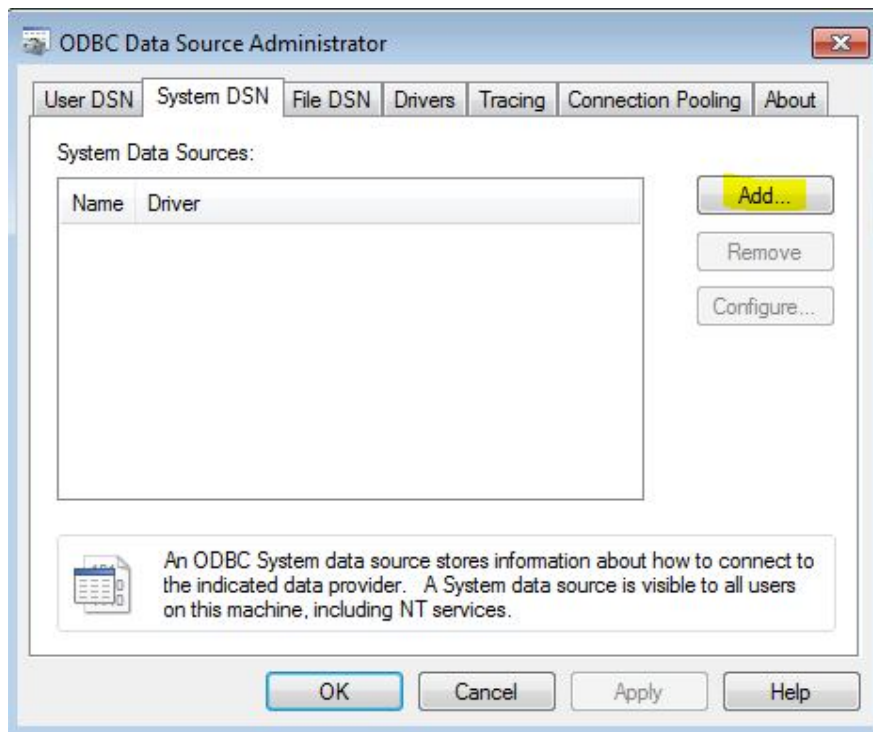 ODBC Data Source Administrator
User DSN System DSN File DSN Drivers Tracing Connection Pooling About
System Data Sources:
Name Driver
Add...
Remove
Configure...
An ODBC System data source stores information about how to connect to
the indicated data provider. A System data source is visible to all users
on this machine, including NT services.
OK Cancel Apply Help